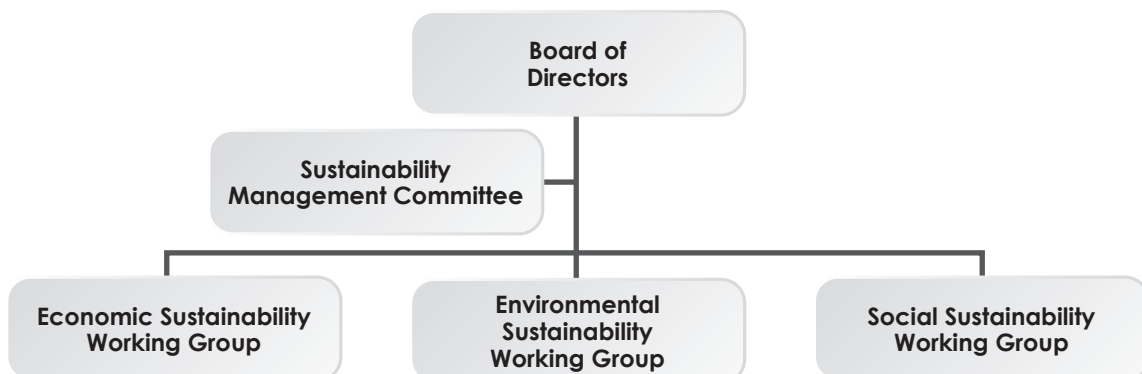 Board of
Directors
Sustainability
Management Committee
Economic Sustainability
Working Group
Environmental
Sustainability
Working Group
Social Sustainability
Working Group